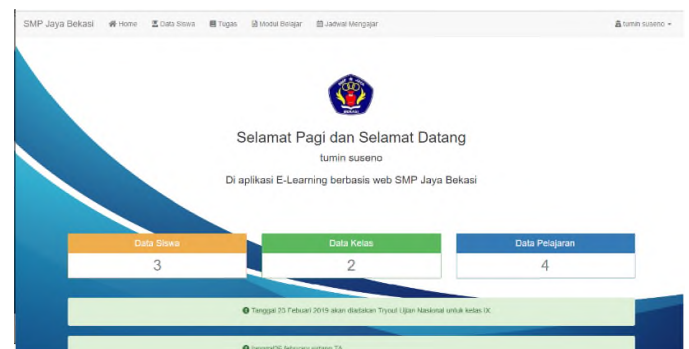 SMP Jaya Bekasi Home Data Siswa Tugas Modul Belajar Jadwal Mengajar tumin suseno
Selamat Pagi dan Selamat Datang
tumin suseno
Di aplikasi E-Learning berbasis web SMP Jaya Bekasi
Data Siswa Data Kelas Data Pelajaran
3 2 4
Tanggal 23 Febuari 2019 akan diadakan Tryout Ujian Nasional untuk kelas IX.